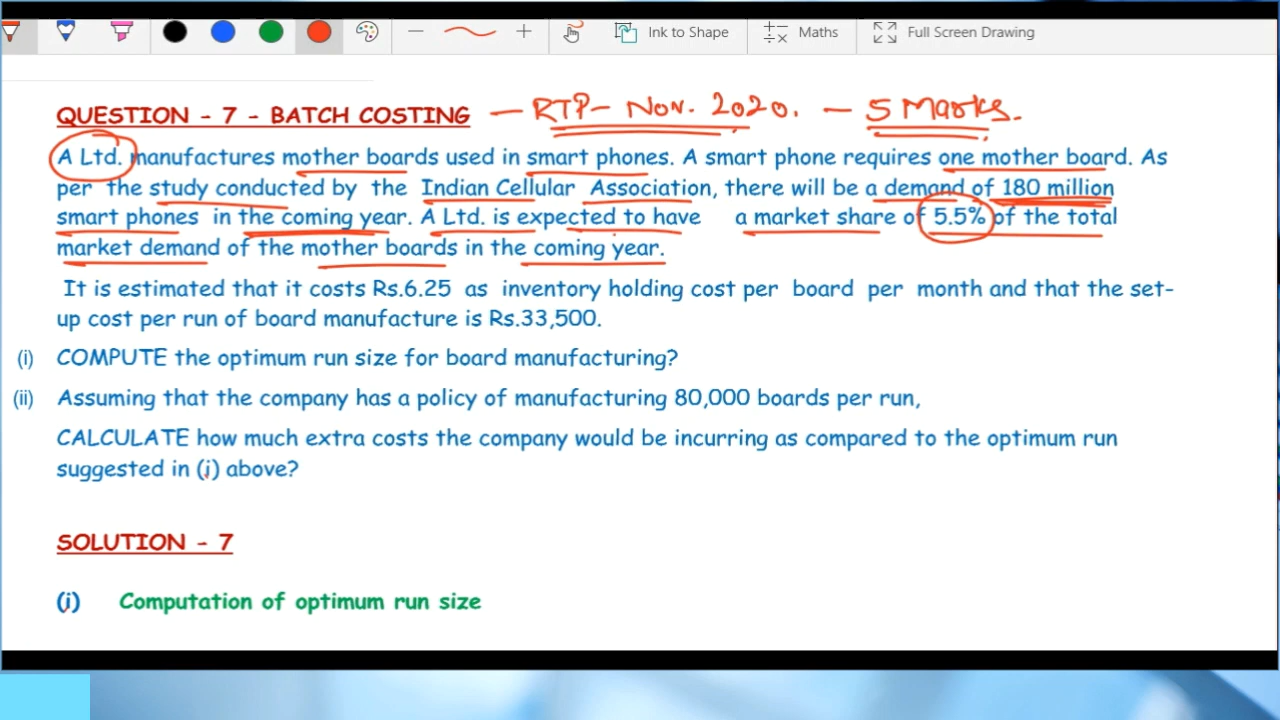 Ink to Shape Maths Full Screen Drawing
QUESTION - 7 - BATCH COSTING - RTP - Nov. 2020. - 5 Marks.
A Ltd. manufactures mother boards used in smart phones. A smart phone requires one mother board. As
per the study conducted by the Indian Cellular Association, there will be a demand of 180 million
smart phones in the coming year. A Ltd. is expected to have a market share of 5.5% of the total
market demand of the mother boards in the coming year.
It is estimated that it costs Rs.6.25 as inventory holding cost per board per month and that the set-
up cost per run of board manufacture is Rs.33,500.
(i) COMPUTE the optimum run size for board manufacturing?
(ii) Assuming that the company has a policy of manufacturing 80,000 boards per run,
CALCULATE how much extra costs the company would be incurring as compared to the optimum run
suggested in (i) above?
SOLUTION - 7
(i) Computation of optimum run size